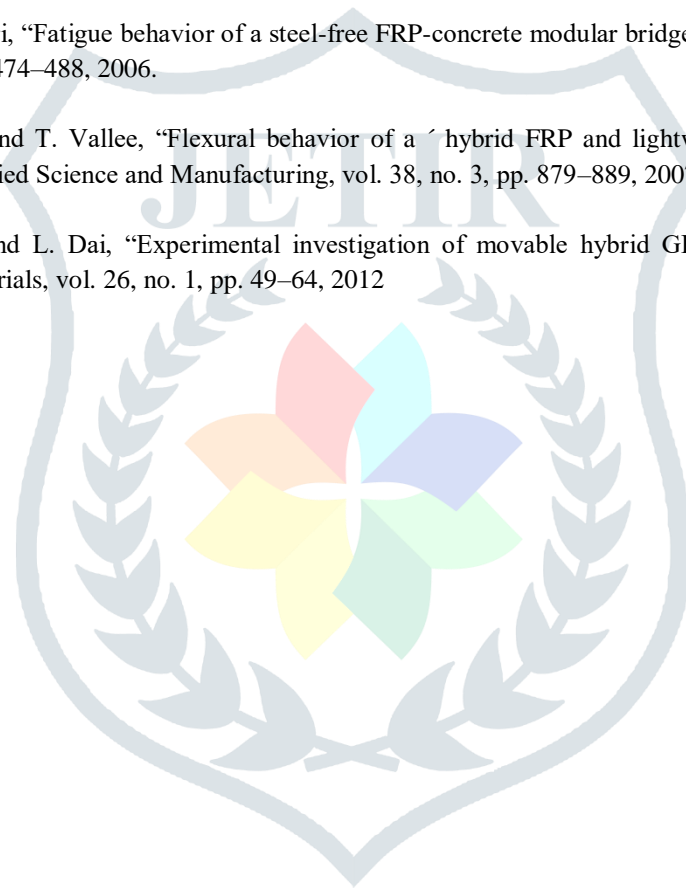 i, “Fatigue behavior of a steel-free FRP-concrete modular bridge
474–488, 2006.
nd T. Vallee, “Flexural behavior of a ´ hybrid FRP and lightw
ied Science and Manufacturing, vol. 38, no. 3, pp. 879–889, 200
JETIR
nd L. Dai, “Experimental investigation of movable hybrid GF
rials, vol. 26, no. 1, pp. 49–64, 2012